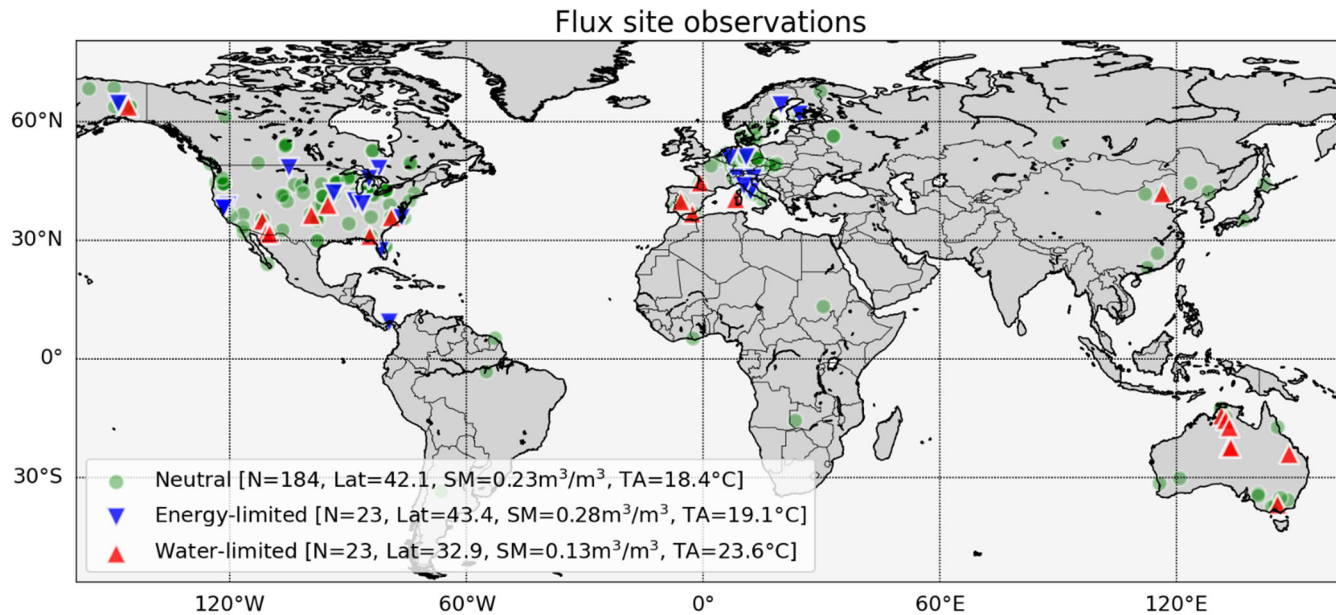 Flux site observations
60°N
30°N
0°
30°S
Neutral [N=184, Lat=42.1, SM=0.23m³/m³, TA=18.4°C]
Energy-limited [N=23, Lat=43.4, SM=0.28m³/m³, TA=19.1°C]
Water-limited [N=23, Lat=32.9, SM=0.13m³/m³, TA=23.6°C]
120°W 60°W 0° 60°E 120°E